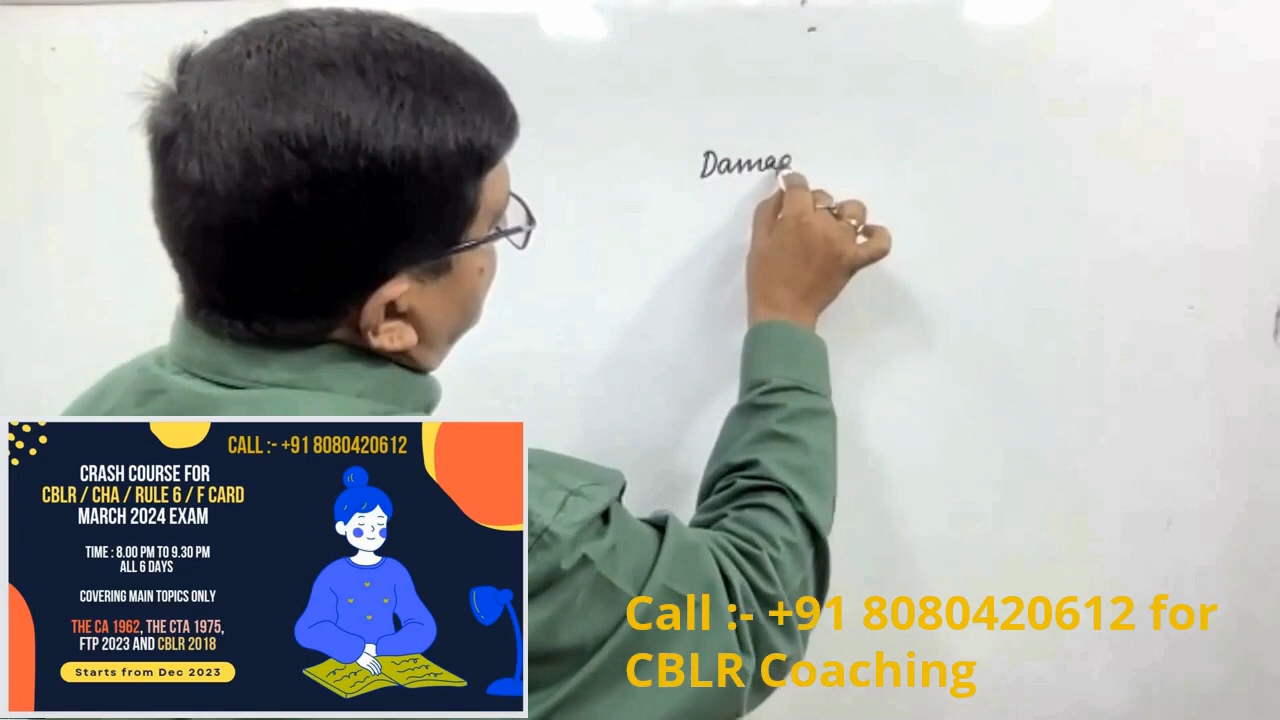 Damag
CALL :- +91 8080420612
CRASH COURSE FOR
CBLR / CHA / RULE 6 / F CARD
MARCH 2024 EXAM
TIME : 8.00 PM TO 9.30 PM
ALL 6 DAYS
COVERING MAIN TOPICS ONLY
THE CA 1962, THE CTA 1975,
FTP 2023 AND CBLR 2018
Starts from Dec 2023
Call :- +91 8080420612 for
CBLR Coaching